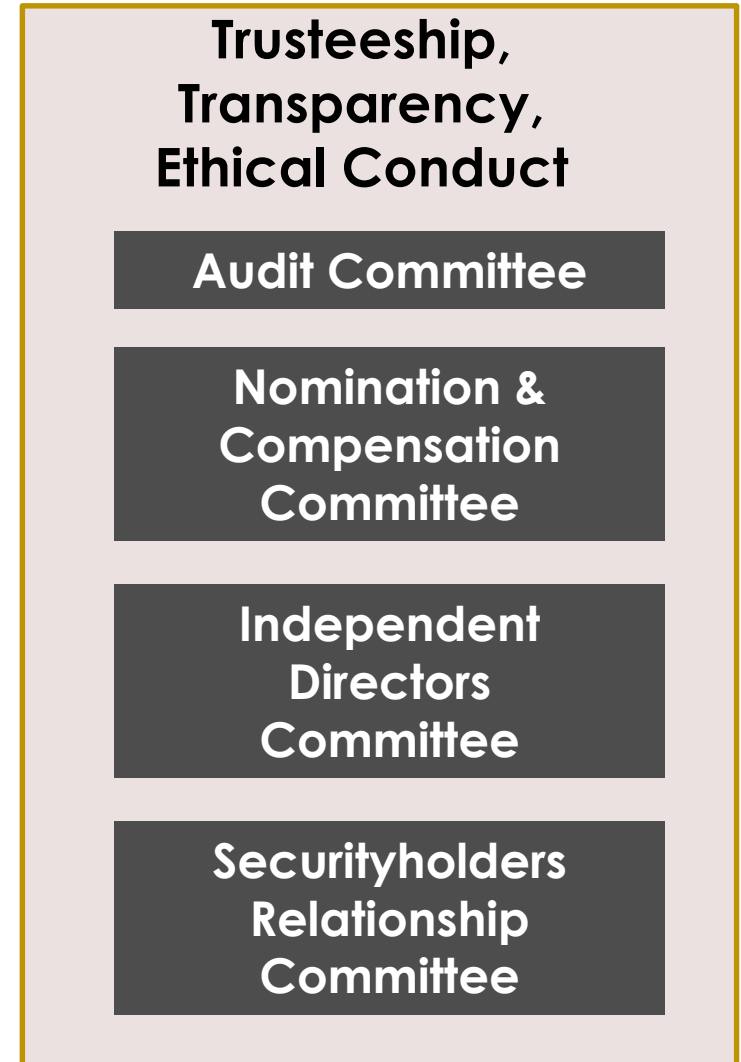 Trusteeship,
Transparency,
Ethical Conduct
Audit Committee
Nomination &
Compensation
Committee
Independent
Directors
Committee
Securityholders
Relationship
Committee